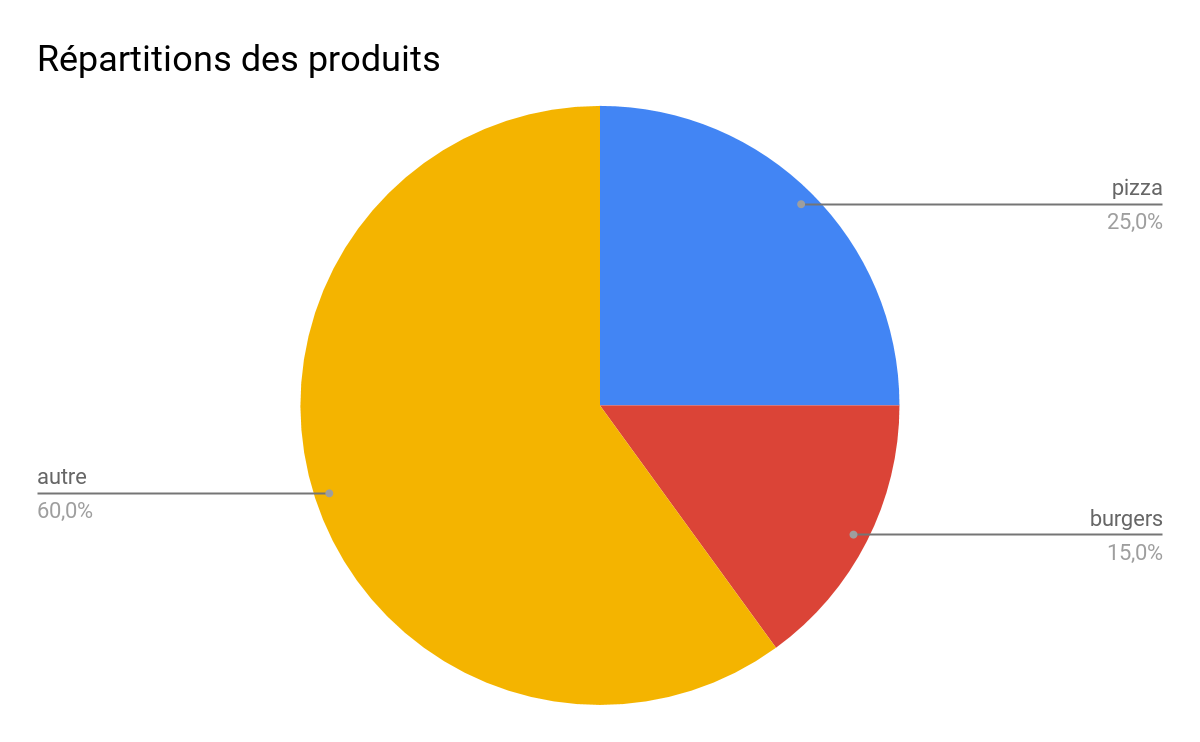 Répartitions des produits
pizza
25,0%
autre
60,0%
burgers
15,0%